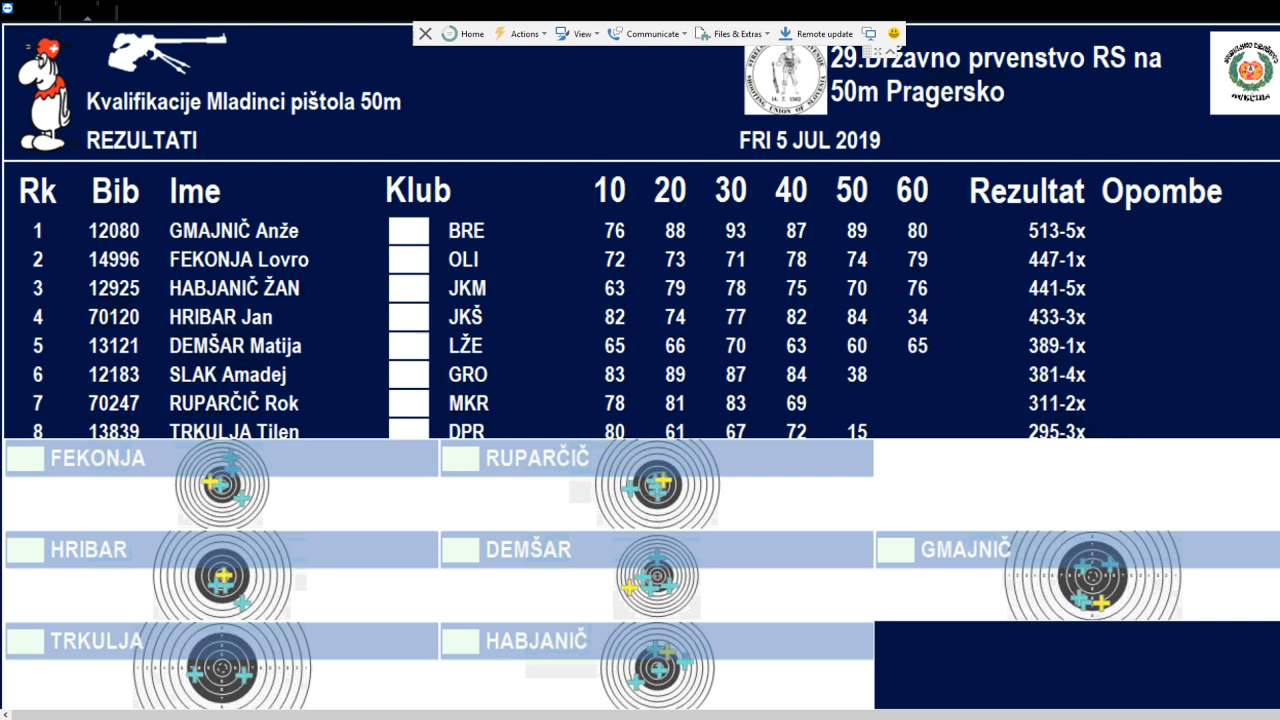 Home Actions View Communicate Files & Extras Remote update
29.Državno prvenstvo RS na
50m Pragersko
Kvalifikacije Mladinci pištola 50m
REZULTATI
FRI 5 JUL 2019
14. 7. 1562
SHOOTING UNION OF SLOVENIA
Rk Bib Ime Klub 10 20 30 40 50 60 Rezultat Opombe
1 12080 GMAJNIČ Anže BRE 76 88 93 87 89 80 513-5x
2 14996 FEKONJA Lovro OLI 72 73 71 78 74 79 447-1x
3 12925 HABJANIČ ŽAN JKM 63 79 78 75 70 76 441-5x
4 70120 HRIBAR Jan JKŠ 82 74 77 82 84 34 433-3x
5 13121 DEMŠAR Matija LŽE 65 66 70 63 60 65 389-1x
6 12183 SLAK Amadej GRO 83 89 87 84 38 381-4x
7 70247 RUPARČIČ Rok MKR 78 81 83 69 311-2x
8 13839 TRKULJA Tilen DPR 80 61 67 72 15 295-3x
FEKONJA RUPARČIČ
HRIBAR DEMŠAR GMAJNIČ
TRKULJA HABJANIČ